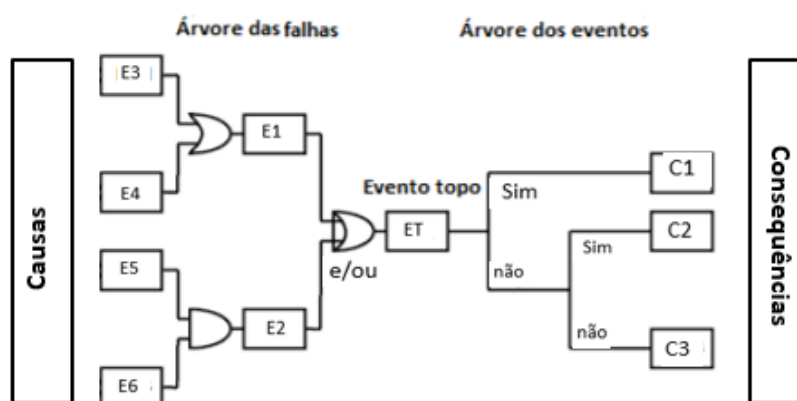 Árvore das falhas
Árvore dos eventos
Causas
E3
E4
E5
E6
E1
E2
e/ou
Evento topo
ET
Sim
não
Sim
não
C1
C2
C3
Consequências